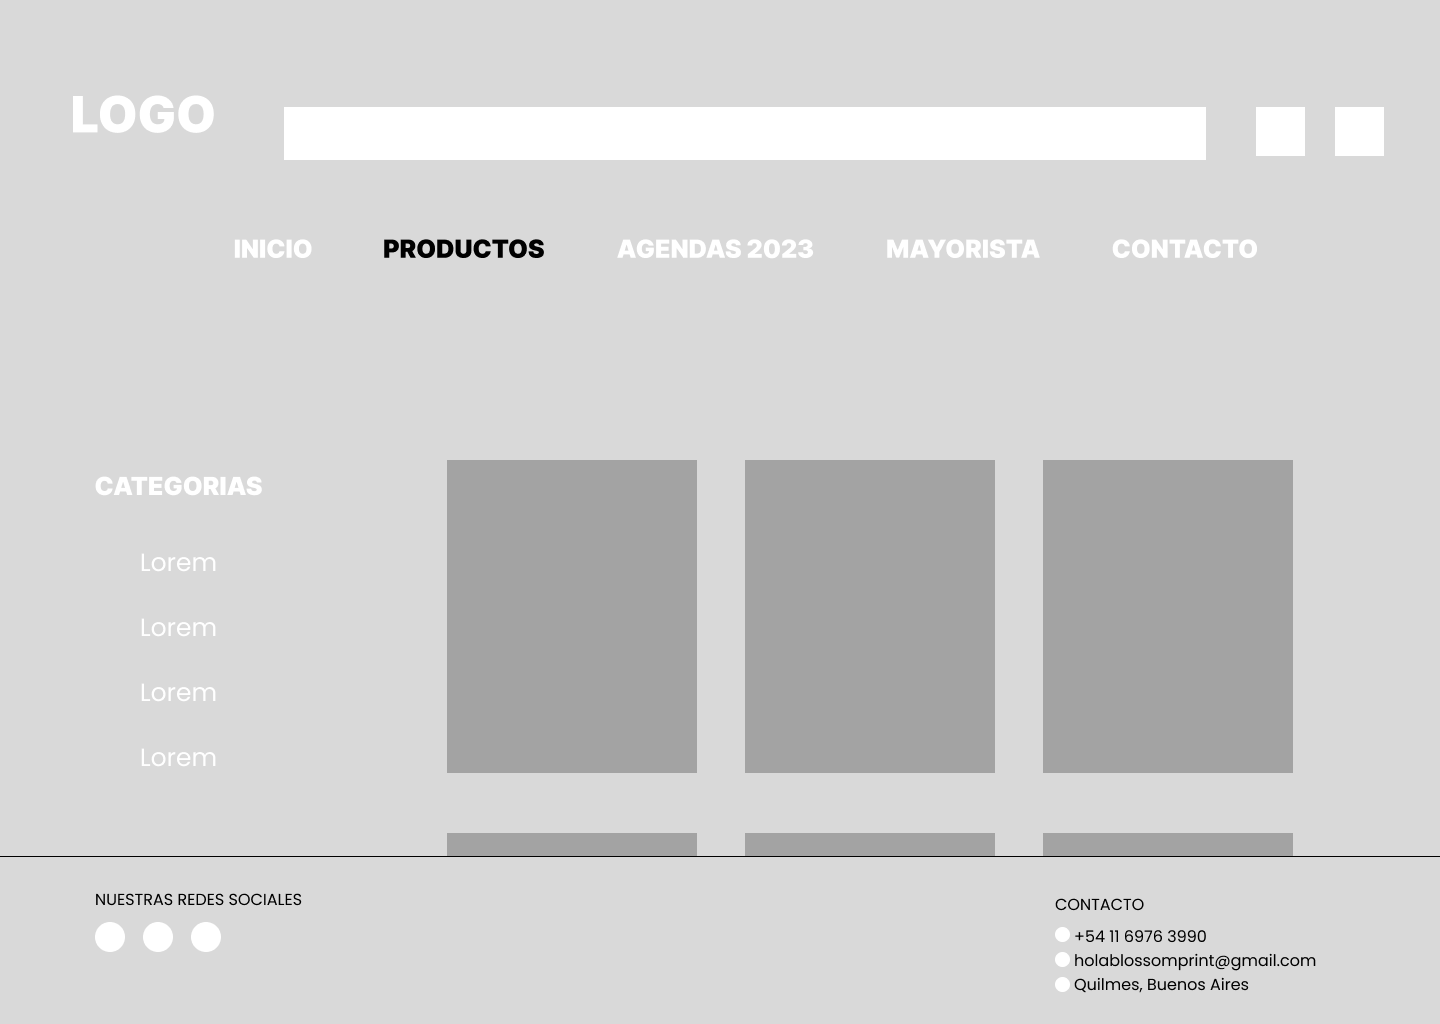 LOGO
INICIO PRODUCTOS AGENDAS 2023 MAYORISTA CONTACTO
CATEGORIAS
Lorem
Lorem
Lorem
Lorem
NUESTRAS REDES SOCIALES
CONTACTO
+54 11 6976 3990
holablossomprint@gmail.com
Quilmes, Buenos Aires